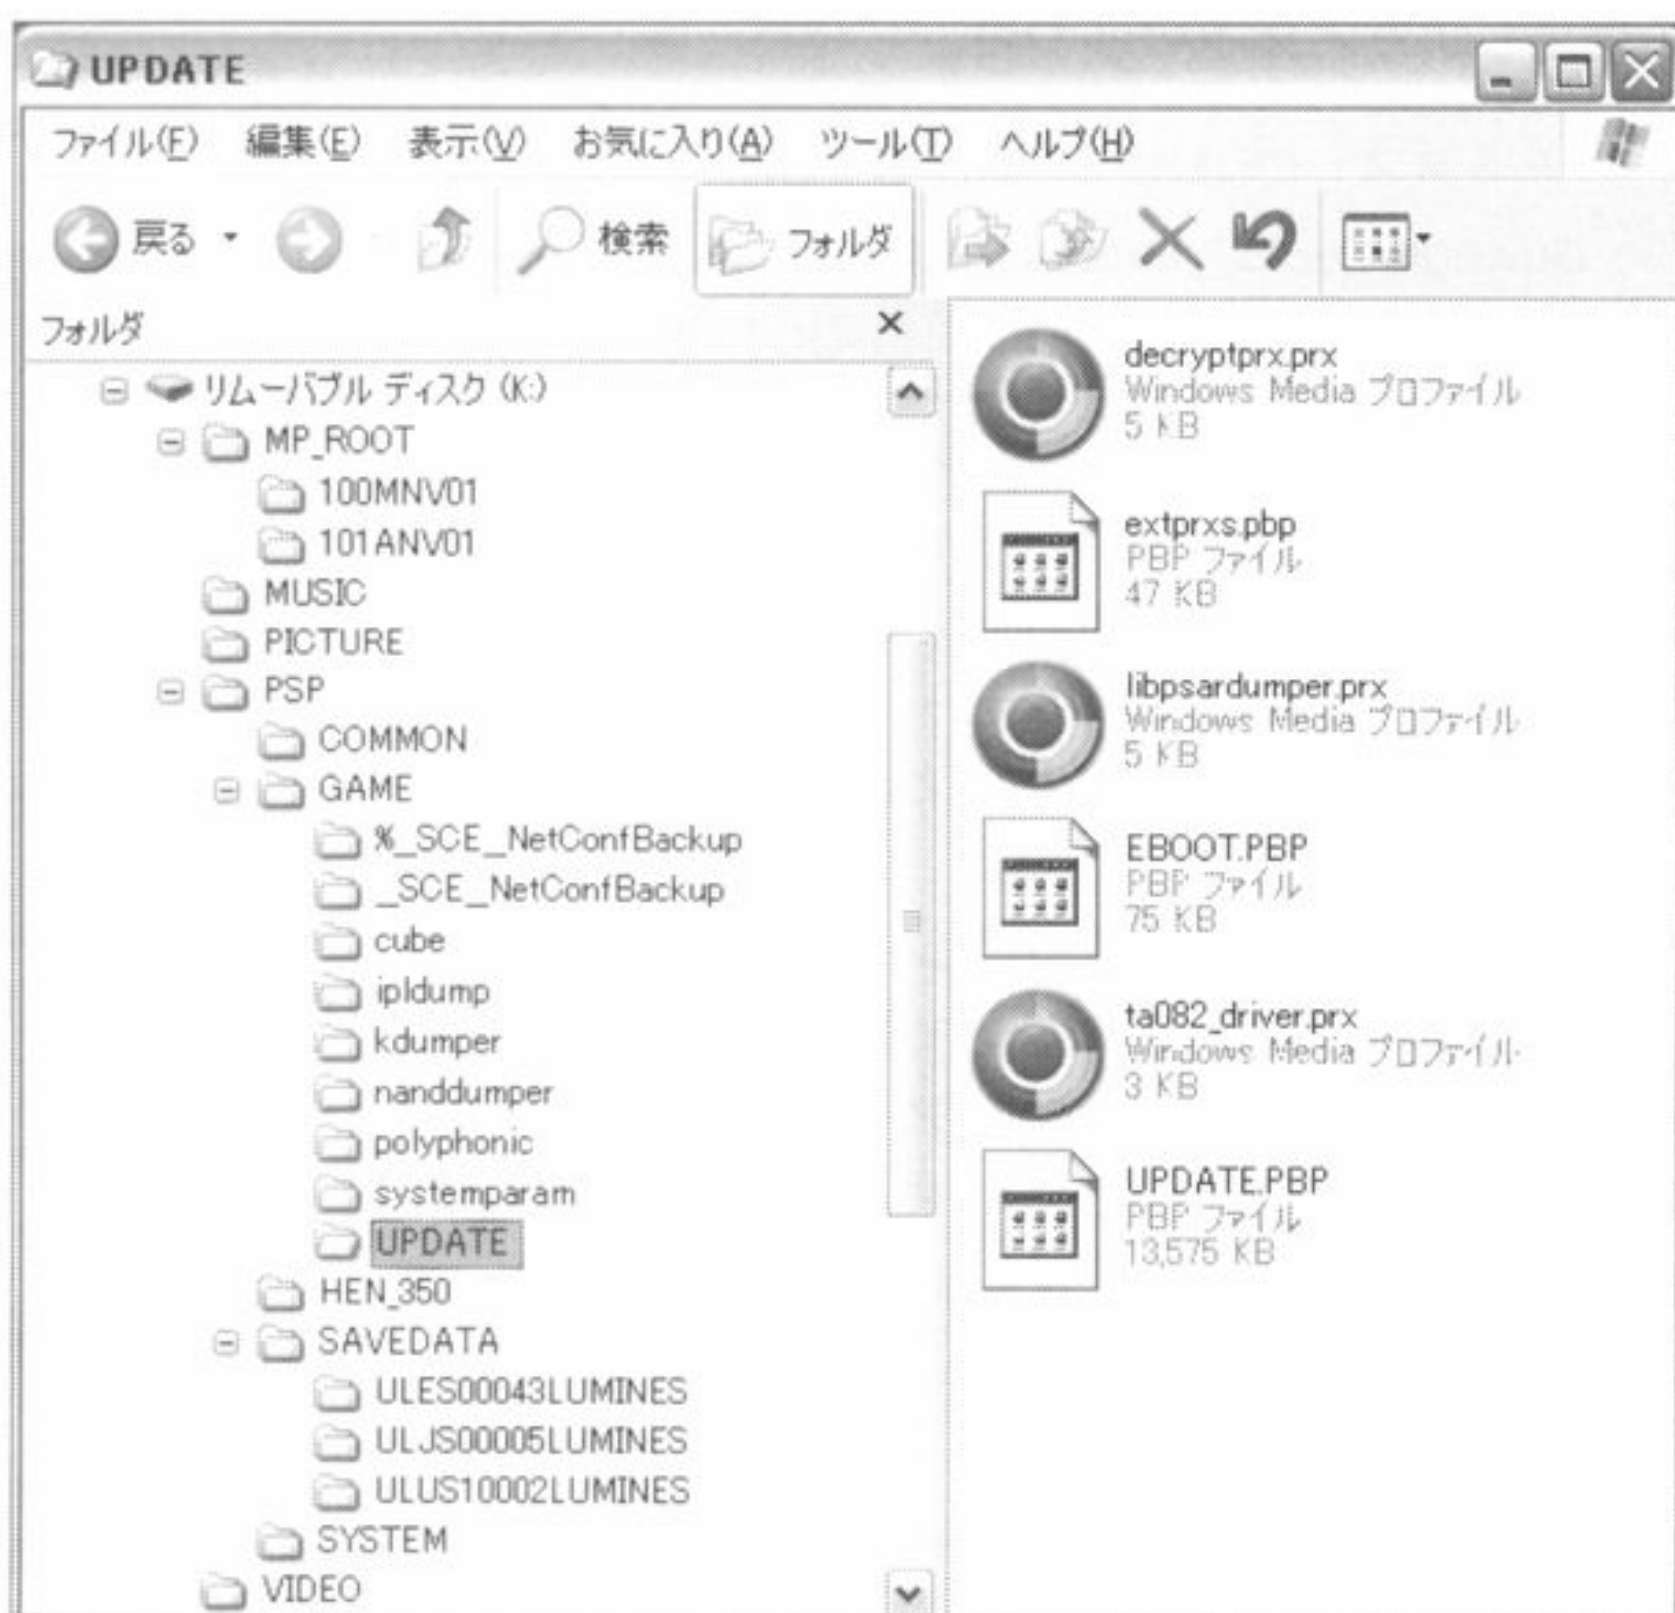 UPDATE
ファイル(F) 編集(E) 表示(V) お気に入り(A) ツール(T) ヘルプ(H)
戻る 検索 フォルダ
フォルダ
リムーバブル ディスク (K:)
MP_ROOT
100MNV01
101ANV01
MUSIC
PICTURE
PSP
COMMON
GAME
%_SCE_NetConfBackup
_SCE_NetConfBackup
cube
ipldump
kdumper
nanddumper
polyphonic
systemparam
UPDATE
HEN_350
SAVEDATA
ULES00043LUMINES
ULJS00005LUMINES
ULUS10002LUMINES
SYSTEM
VIDEO
decryptprx.prx
Windows Media プロファイル
5 KB
extprxs.pbp
PBP ファイル
47 KB
libpsardumper.prx
Windows Media プロファイル
5 KB
EBOOT.PBP
PBP ファイル
75 KB
ta082_driver.prx
Windows Media プロファイル
3 KB
UPDATE.PBP
PBP ファイル
13,575 KB